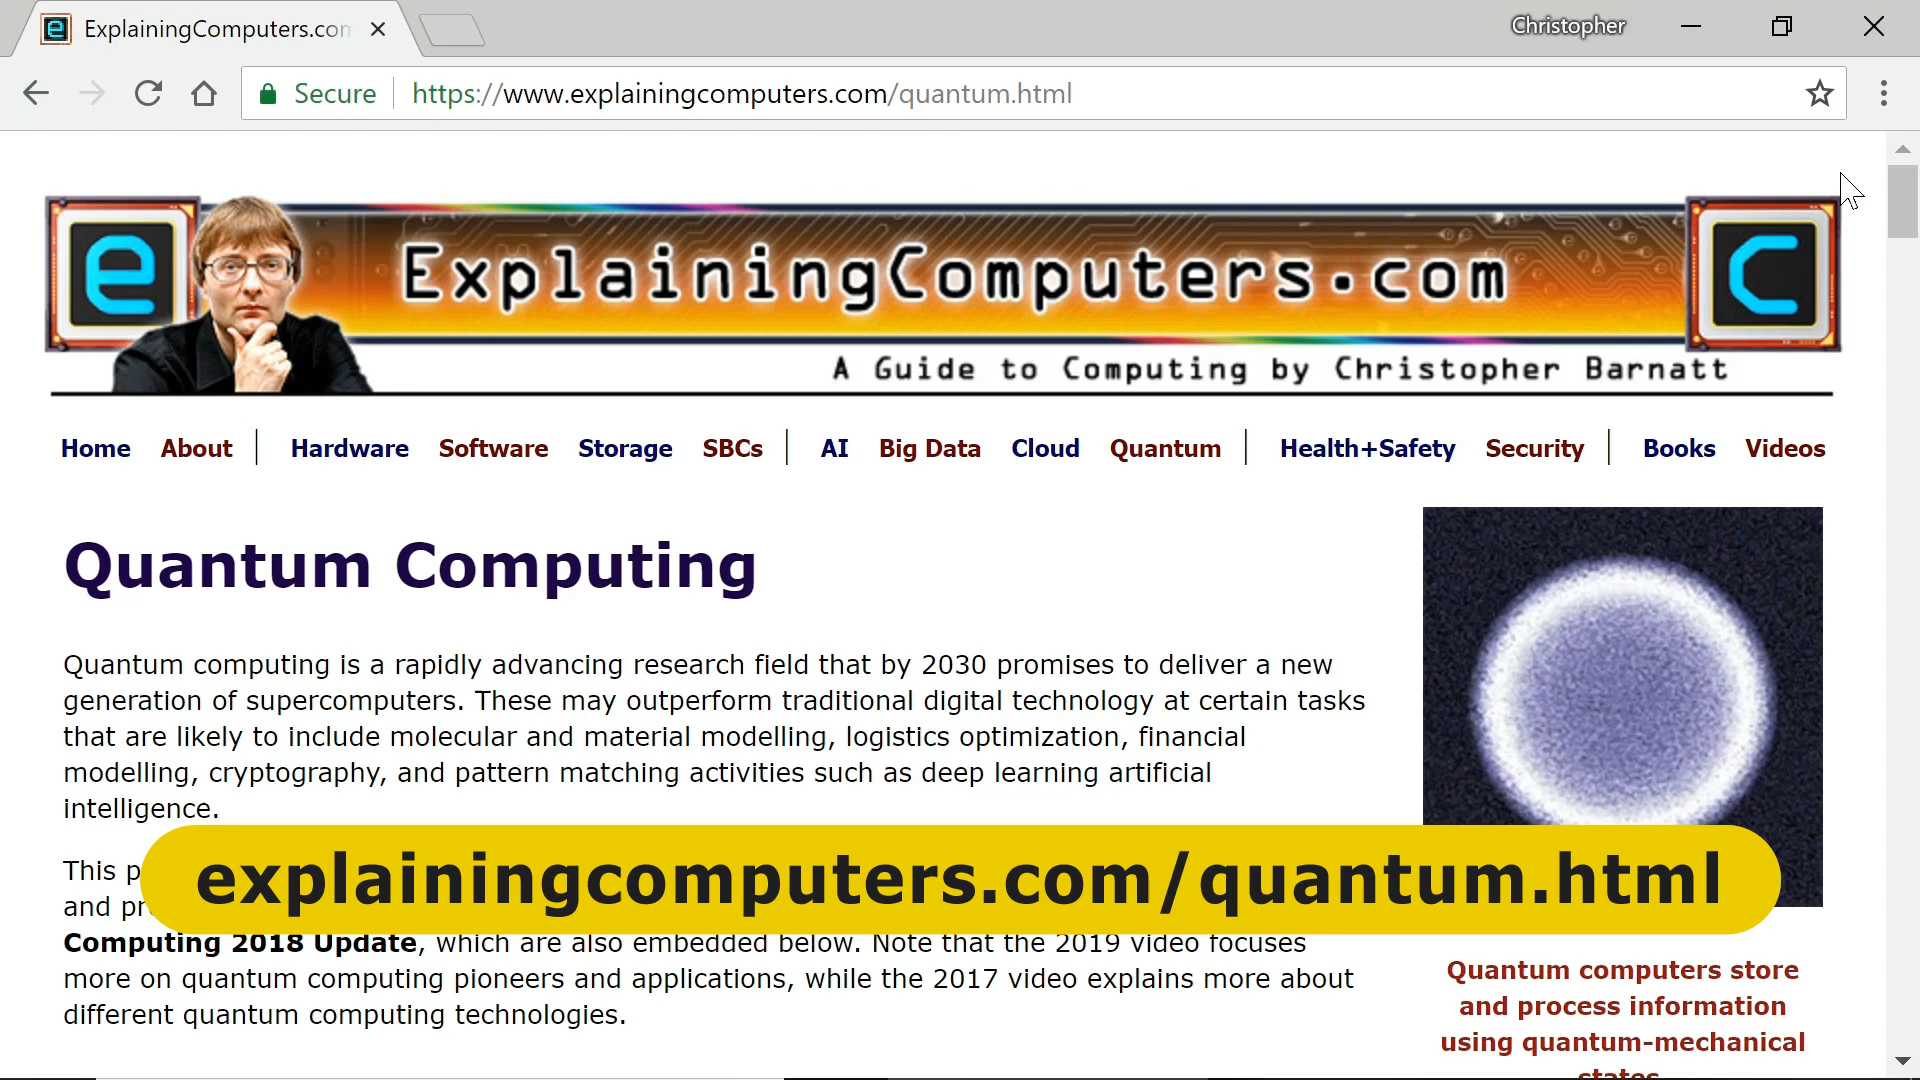 ExplainingComputers.com
Christopher
Secure
https://www.explainingcomputers.com/quantum.html
e
ExplainingComputers.com
C
A Guide to Computing by Christopher Barnatt
Home About Hardware Software Storage SBCs AI Big Data Cloud Quantum Health+Safety Security Books Videos
Quantum Computing
Quantum computing is a rapidly advancing research field that by 2030 promises to deliver a new
generation of supercomputers. These may outperform traditional digital technology at certain tasks
that are likely to include molecular and material modelling, logistics optimization, financial
modelling, cryptography, and pattern matching activities such as deep learning artificial
intelligence.
This
and
explainingcomputers.com/quantum.html
Computing 2018 Update, which are also embedded below. Note that the 2019 video focuses
more on quantum computing pioneers and applications, while the 2017 video explains more about
different quantum computing technologies.
Quantum computers store
and process information
using quantum-mechanical
states